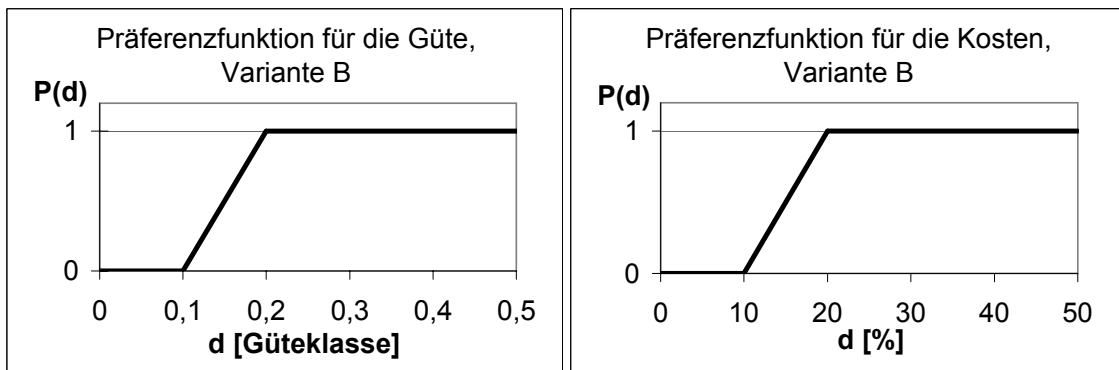 Präferenzfunktion für die Güte,
Variante B
P(d)
1
0
0 0,1 0,2 0,3 0,4 0,5
d [Güteklasse]
Präferenzfunktion für die Kosten,
Variante B
P(d)
1
0
0 10 20 30 40 50
d [%]